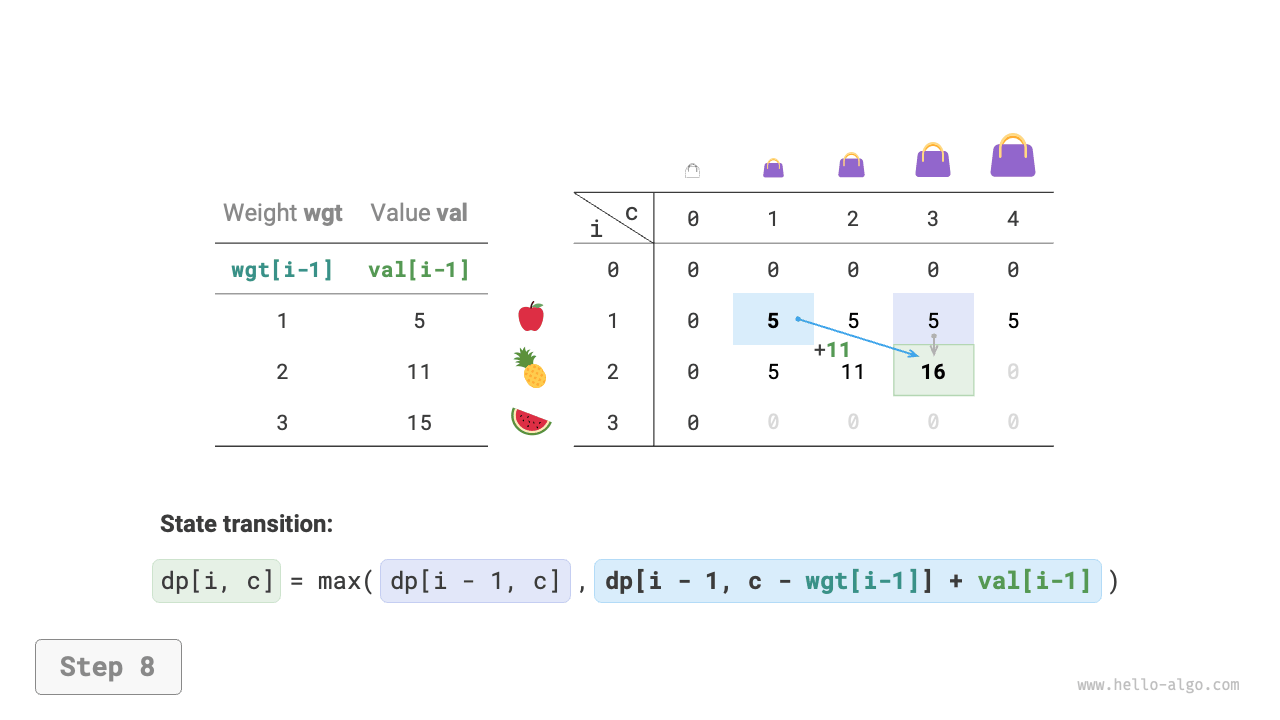 Weight wgt Value val c 0 1 2 3 4
i
wgt[i-1] val[i-1] 0 0 0 0 0 0
1 5 1 0 5 5 5 5
+11
2 11 2 0 5 11 16 0
3 15 3 0 0 0 0 0
State transition:
dp[i, c] = max( dp[i - 1, c] , dp[i - 1, c - wgt[i-1]] + val[i-1] )
Step 8
www.hello-algo.com